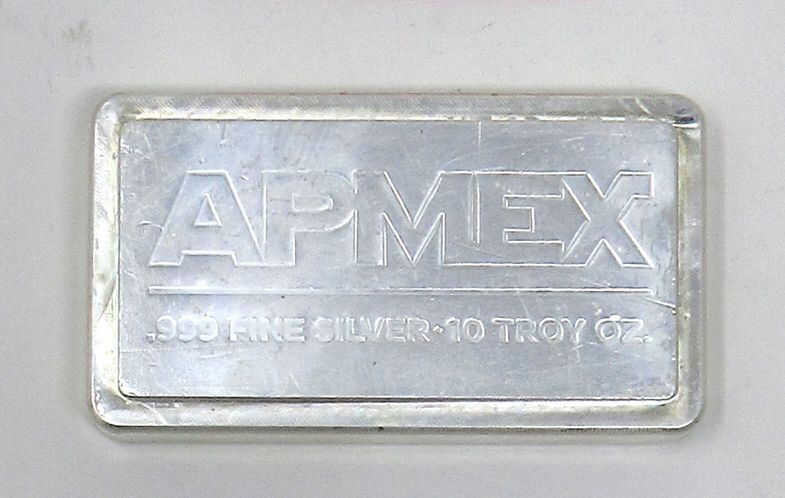 APMEX
.999 FINE SILVER·10 TROY OZ.